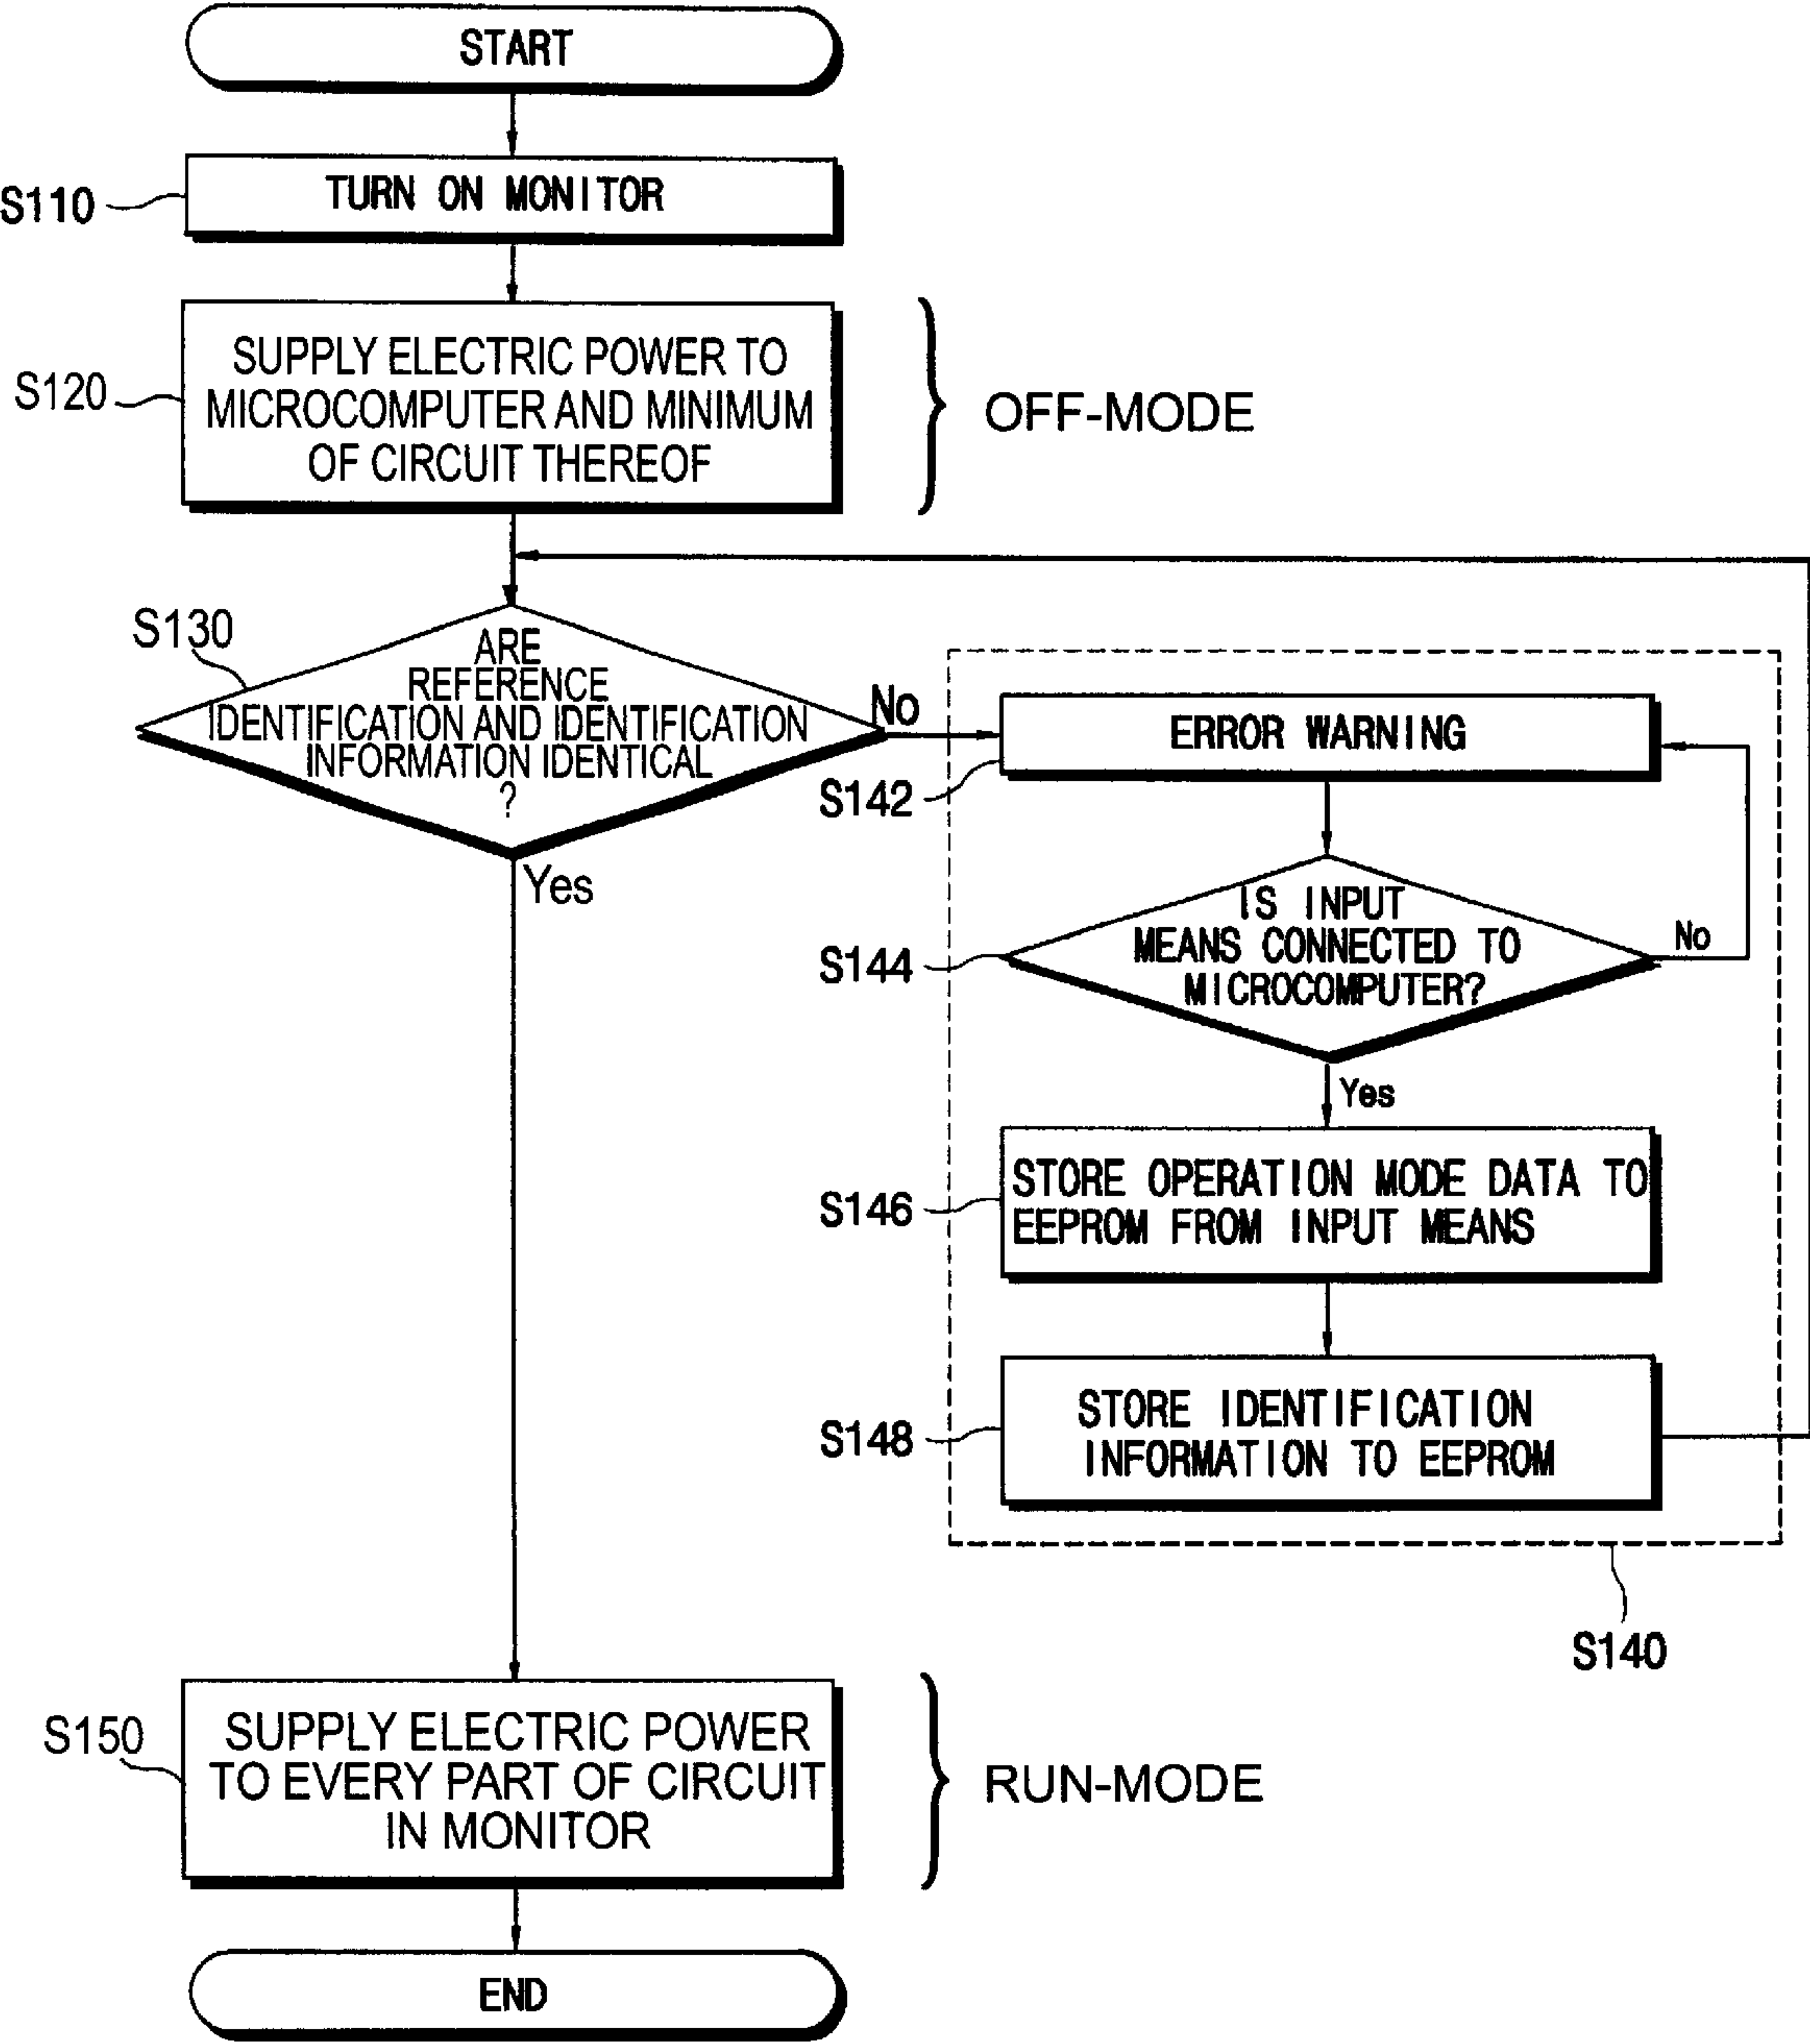 START
S110
TURN ON MONITOR
S120
SUPPLY ELECTRIC POWER TO
MICROCOMPUTER AND MINIMUM
OF CIRCUIT THEREOF
OFF-MODE
S130
ARE
REFERENCE
IDENTIFICATION AND IDENTIFICATION
INFORMATION IDENTICAL
?
No
Yes
ERROR WARNING
S142
IS INPUT
MEANS CONNECTED TO
MICROCOMPUTER?
S144
No
Yes
STORE OPERATION MODE DATA TO
EEPROM FROM INPUT MEANS
S146
STORE IDENTIFICATION
INFORMATION TO EEPROM
S148
S140
S150
SUPPLY ELECTRIC POWER
TO EVERY PART OF CIRCUIT
IN MONITOR
RUN-MODE
END